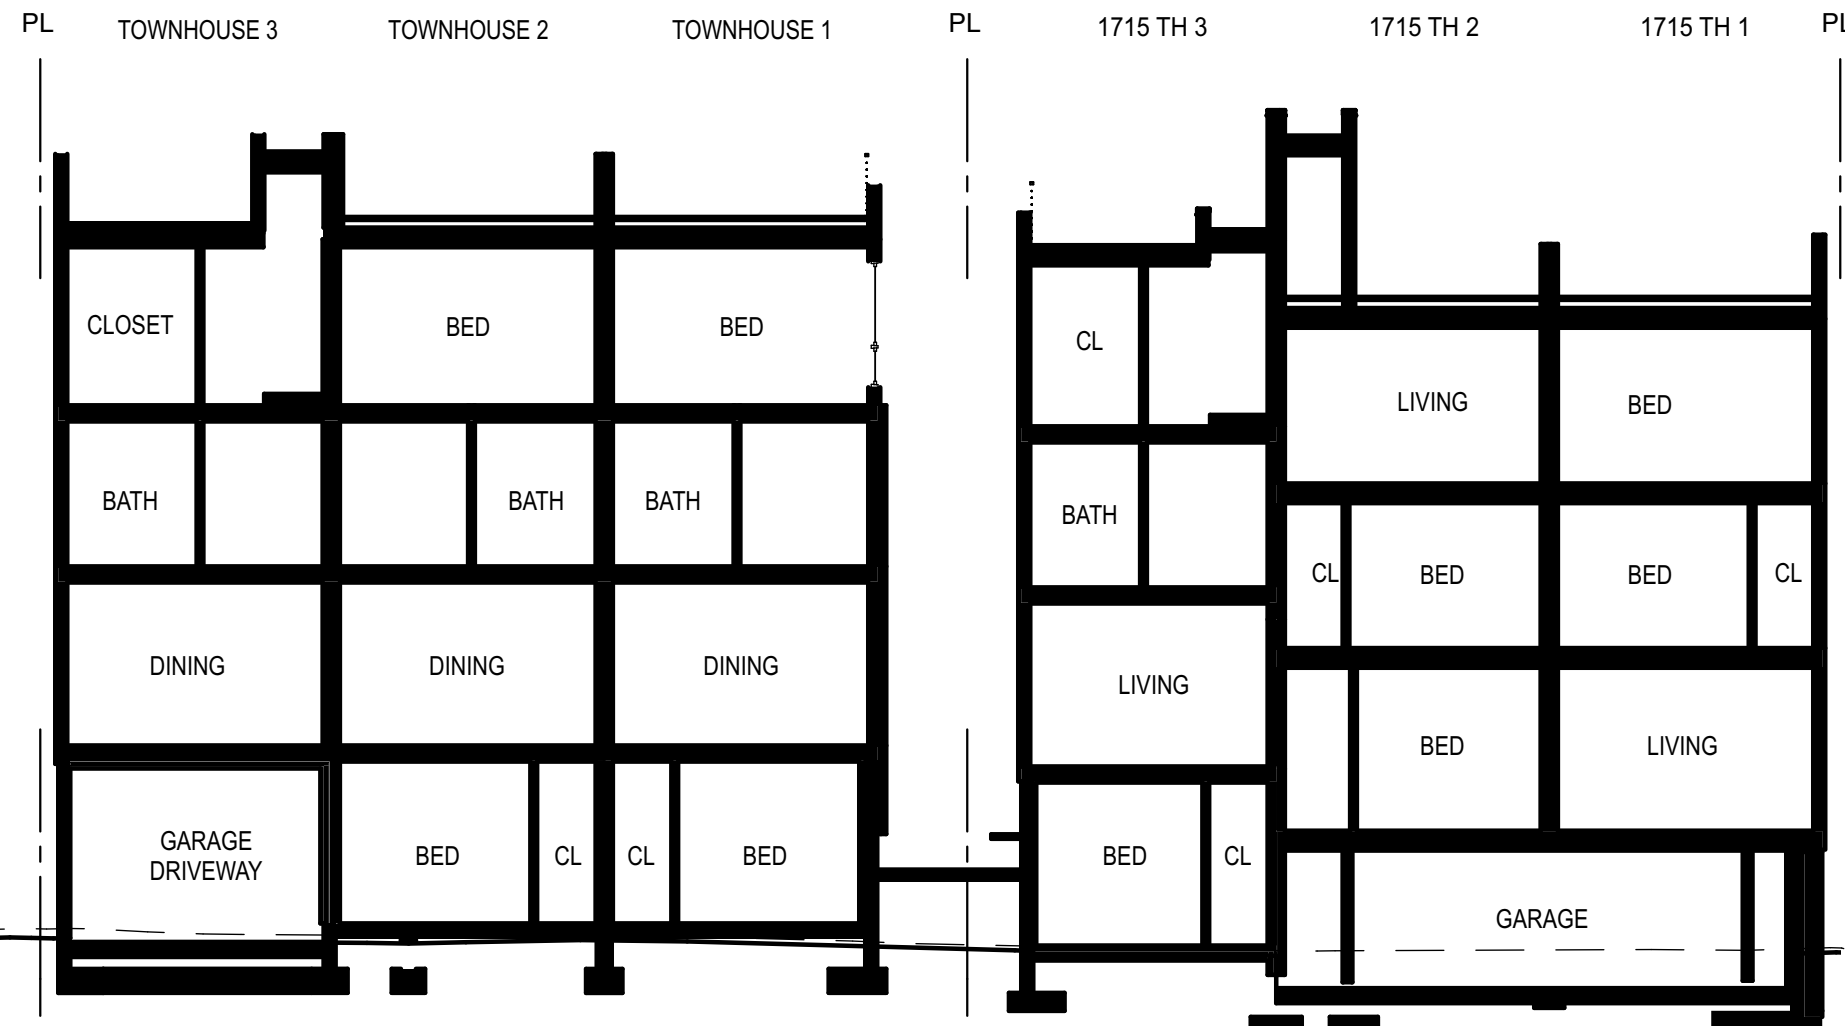 PL
TOWNHOUSE 3
TOWNHOUSE 2
TOWNHOUSE 1
PL
1715 TH 3
1715 TH 2
1715 TH 1
PL
CLOSET
BED
BED
CL
LIVING
BED
BATH
BATH
BATH
BATH
CL
BED
BED
CL
DINING
DINING
DINING
LIVING
BED
LIVING
GARAGE
DRIVEWAY
BED
CL
CL
BED
BED
CL
GARAGE